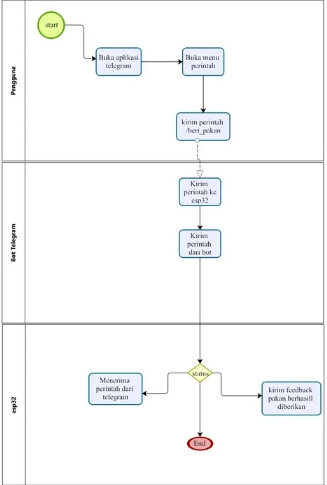 Pengguna
start
Buka aplikasi
telegram
Buka menu
perintah
kirim perintah
/beri_pakan
Bot Telegram
Kirim
perintah ke
esp32
Kirim
perintah
dari bot
esp32
status
Menerima
perintah dari
telegram
kirim feedback
pakan berhasill
diberikan
End